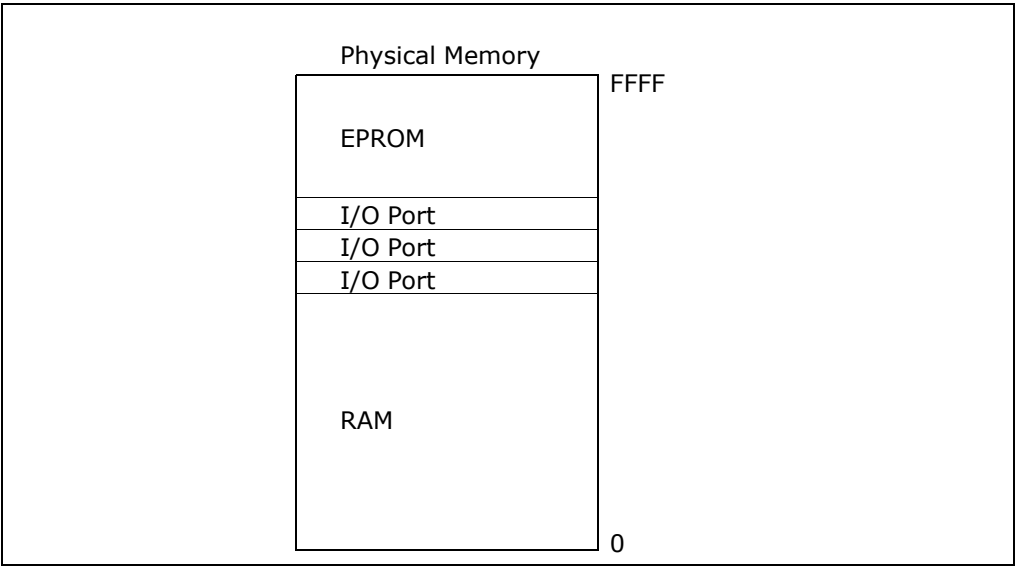 Physical Memory
FFFF
EPROM
I/O Port
I/O Port
I/O Port
RAM
0